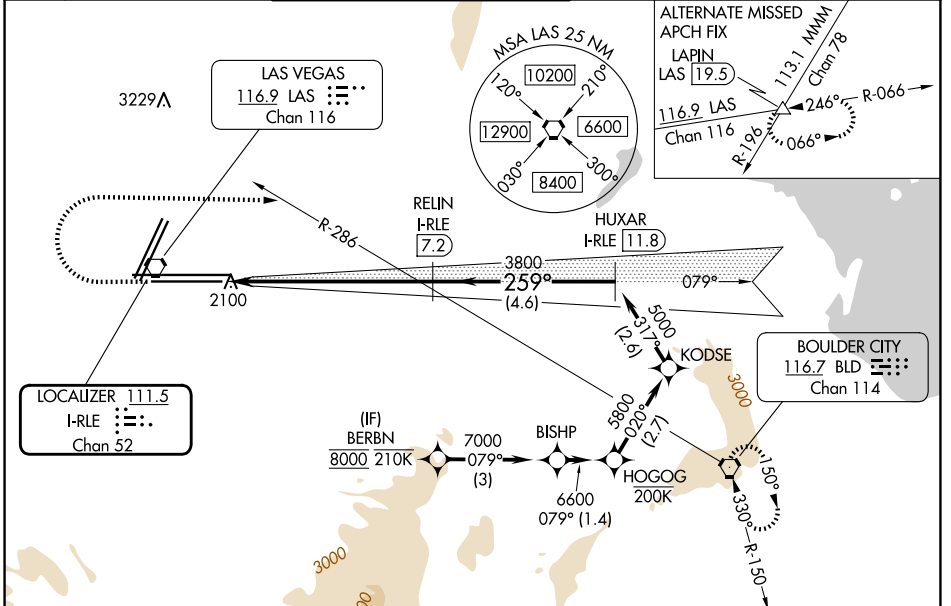 LAS VEGAS
116.9 LAS
Chan 116
3229
MSA LAS 25 NM
10200
120°
210°
12900
6600
030°
300°
8400
ALTERNATE MISSED
APCH FIX
LAPIN
LAS 19.5
113.1 MMM
Chan 78
116.9 LAS
Chan 116
246°
R-066
066°
R-196
R-286
RELIN
I-RLE
7.2
HUXAR
I-RLE 11.8
3800
259°
(4.6)
079°
2100
5000
317°
(2.6)
KODSE
BOULDER CITY
116.7 BLD
Chan 114
3000
LOCALIZER 111.5
I-RLE
Chan 52
(IF)
BERBN
8000 210K
7000
079°
(3)
BISHP
5800
020°
(2.7)
HOGOG
200K
6600
079° (1.4)
150°
330°
R-150
3000